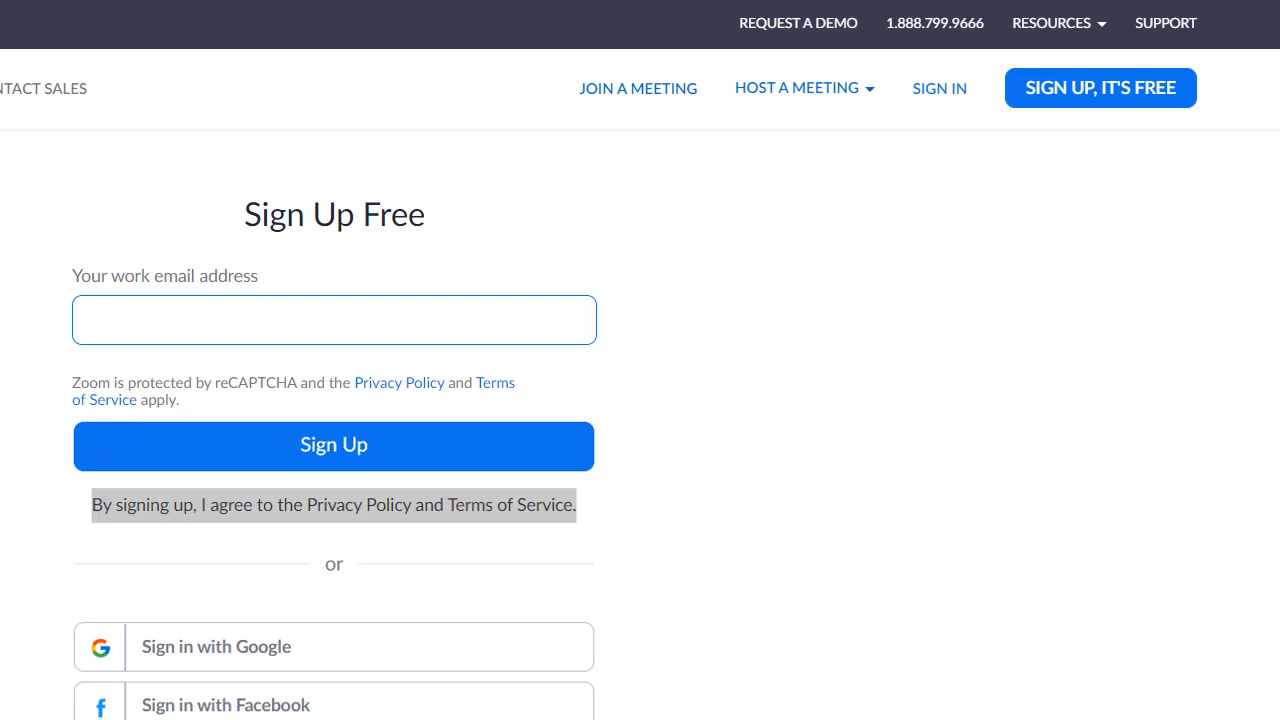 REQUEST A DEMO 1.888.799.9666 RESOURCES SUPPORT
NTACT SALES JOIN A MEETING HOST A MEETING SIGN IN SIGN UP, IT'S FREE
Sign Up Free
Your work email address
Zoom is protected by reCAPTCHA and the Privacy Policy and Terms
of Service apply.
Sign Up
By signing up, I agree to the Privacy Policy and Terms of Service.
or
Sign in with Google
Sign in with Facebook